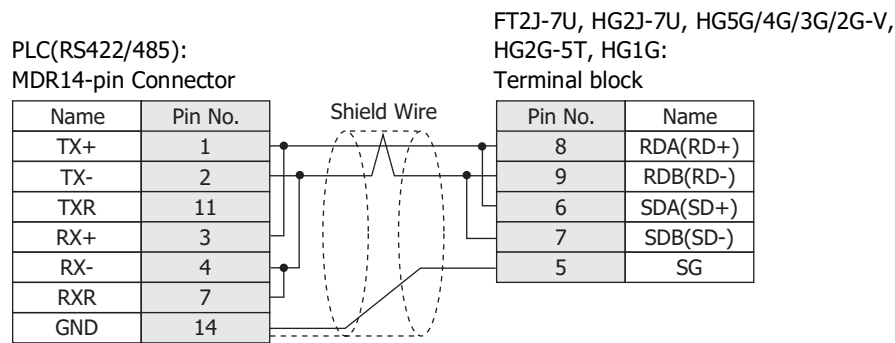 FT2J-7U, HG2J-7U, HG5G/4G/3G/2G-V,
PLC(RS422/485): HG2G-5T, HG1G:
MDR14-pin Connector Terminal block
Name Pin No. Shield Wire Pin No. Name
TX+ 1 8 RDA(RD+)
TX- 2 9 RDB(RD-)
TXR 11 6 SDA(SD+)
RX+ 3 7 SDB(SD-)
RX- 4 5 SG
RXR 7
GND 14